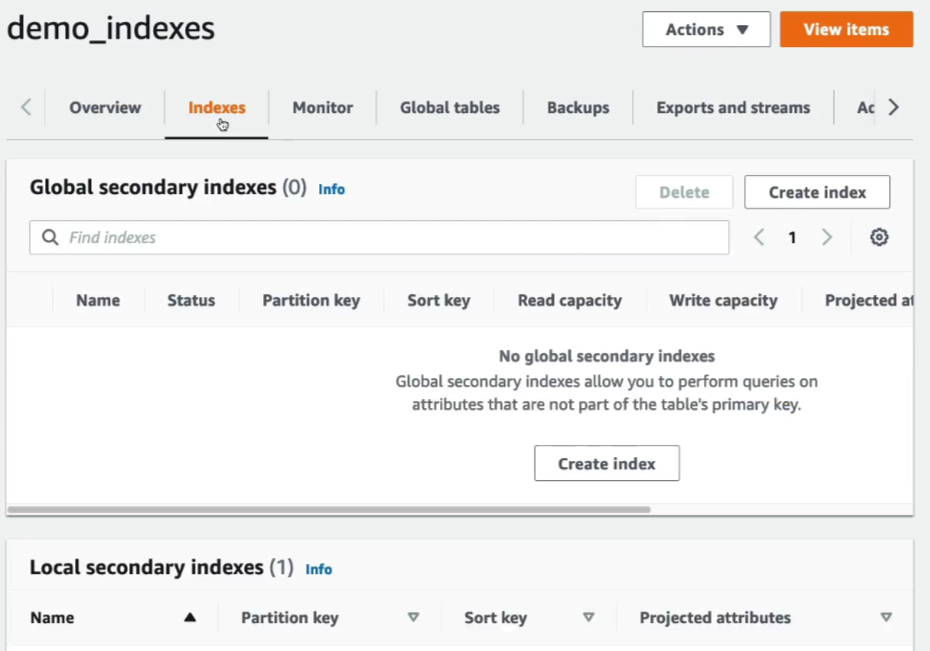 demo_indexes
Actions
View items
Overview
Indexes
Monitor
Global tables
Backups
Exports and streams
Global secondary indexes (0) Info
Delete
Create index
Find indexes
1
Name Status Partition key Sort key Read capacity Write capacity Projected
No global secondary indexes
Global secondary indexes allow you to perform queries on
attributes that are not part of the table's primary key.
Create index
Local secondary indexes (1) Info
Name Partition key Sort key Projected attributes